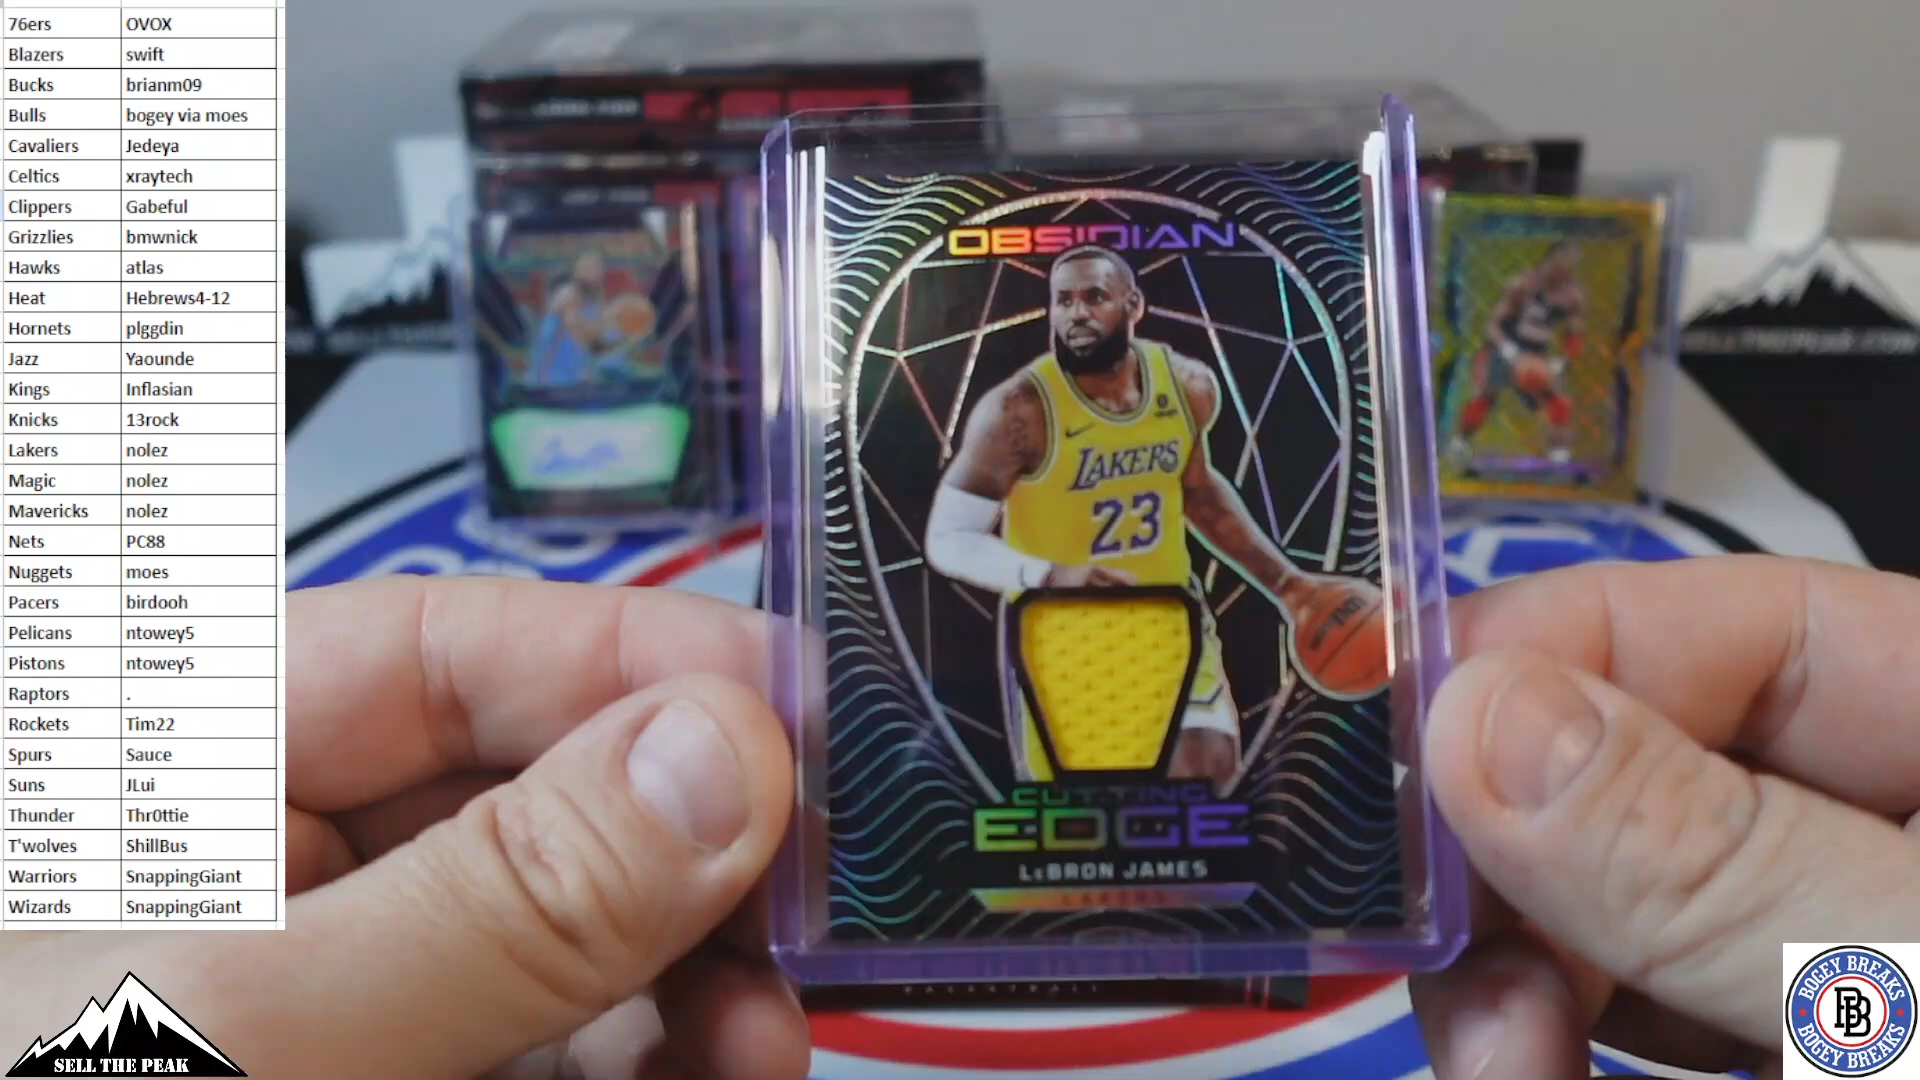 76ers OVOX
Blazers swift
Bucks brianm09
Bulls bogey via moes
Cavaliers Jedeya
Celtics xraytech
Clippers Gabeful
Grizzlies bmwnick
Hawks atlas
Heat Hebrews4-12
Hornets plggdin
Jazz Yaounde
Kings Inflasian
Knicks 13rock
Lakers nolez
Magic nolez
Mavericks nolez
Nets PC88
Nuggets moes
Pacers birdooh
Pelicans ntowey5
Pistons ntowey5
Raptors .
Rockets Tim22
Spurs Sauce
Suns JLui
Thunder Thr0ttie
T'wolves ShillBus
Warriors SnappingGiant
Wizards SnappingGiant
OBSIDIAN
LAKERS
23
CUTTING
EDGE
LeBRON JAMES
LAKERS
BASKETBALL
SELLTHEPEAK.COM
SELL THE PEAK
BOGEY BREAKS
BB
BOGEY BREAKS